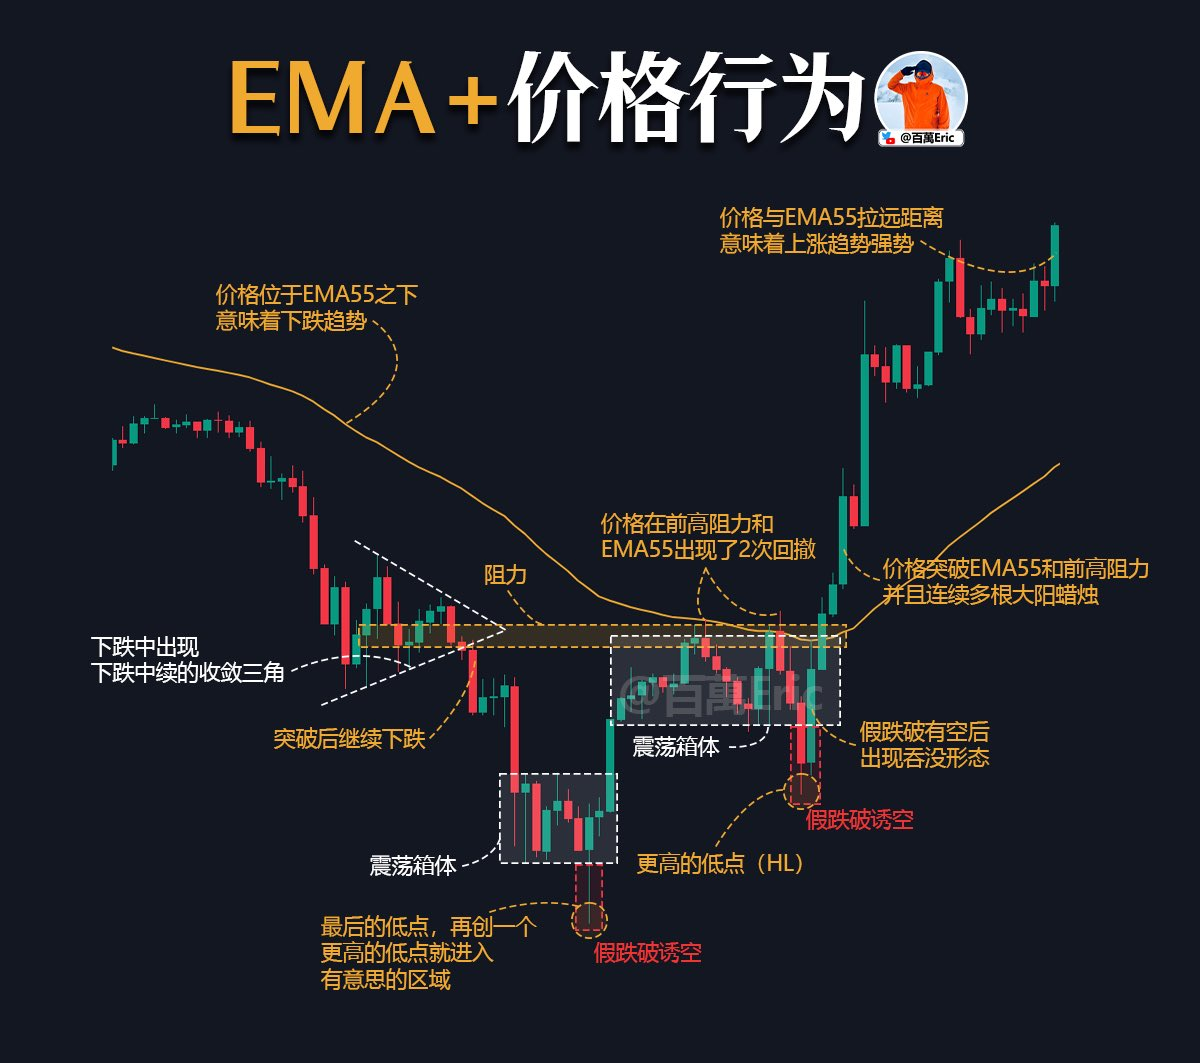 EMA+价格行为
@百萬Eric
价格与EMA55拉远距离
意味着上涨趋势强势
价格位于EMA55之下
意味着下跌趋势
价格在前高阻力和
EMA55出现了2次回撤
阻力
价格突破EMA55和前高阻力
并且连续多根大阳蜡烛
下跌中出现
下跌中续的收敛三角
@百萬Eric
突破后继续下跌
震荡箱体
假跌破有空后
出现吞没形态
假跌破诱空
震荡箱体
更高的低点（HL）
最后的低点，再创一个
更高的低点就进入
有意思的区域
假跌破诱空